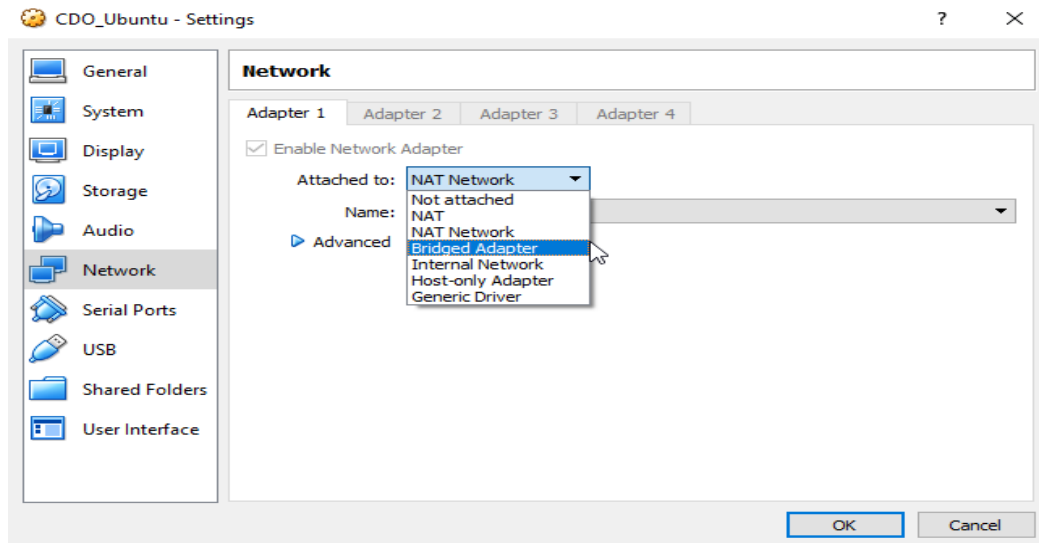 CDO_Ubuntu - Settings
?
General
System
Display
Storage
Audio
Network
Serial Ports
USB
Shared Folders
User Interface
Network
Adapter 1
Adapter 2
Adapter 3
Adapter 4
Enable Network Adapter
Attached to: NAT Network
Not attached
NAT
NAT Network
Bridged Adapter
Internal Network
Host-only Adapter
Generic Driver
Name:
Advanced
OK
Cancel